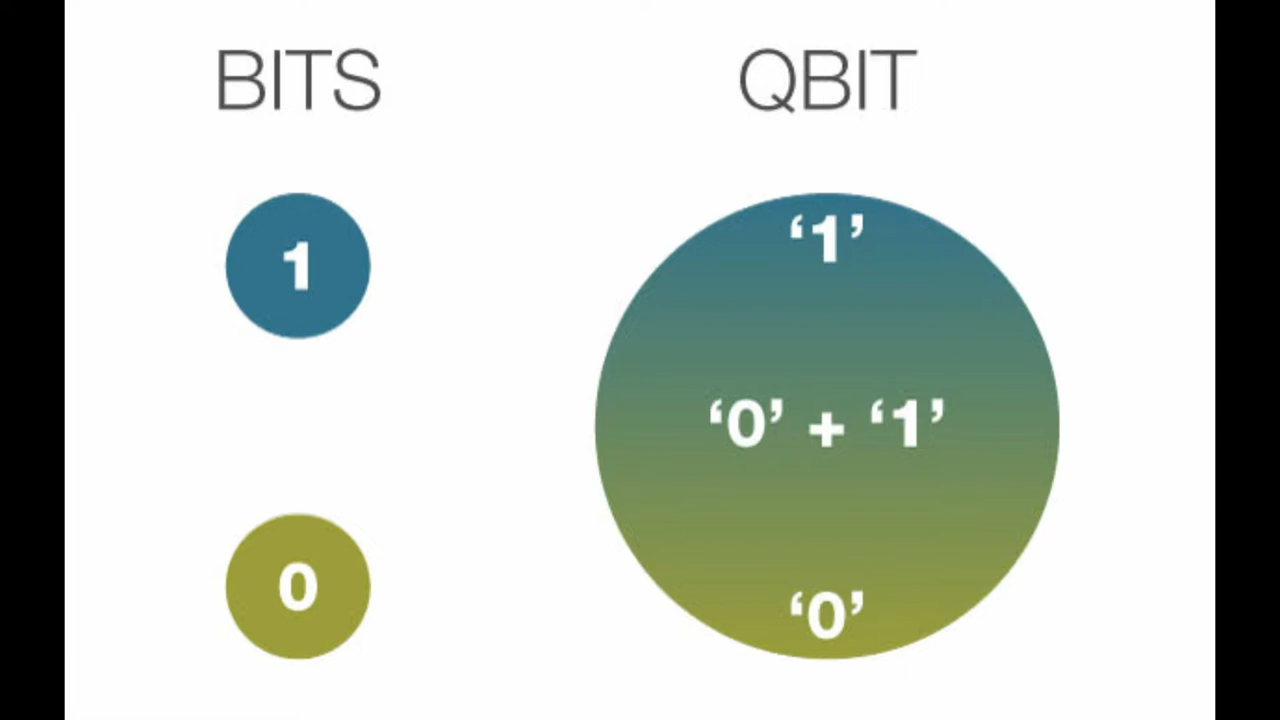 BITS
1
0
QBIT
‘1’
‘0’ + ‘1’
‘0’